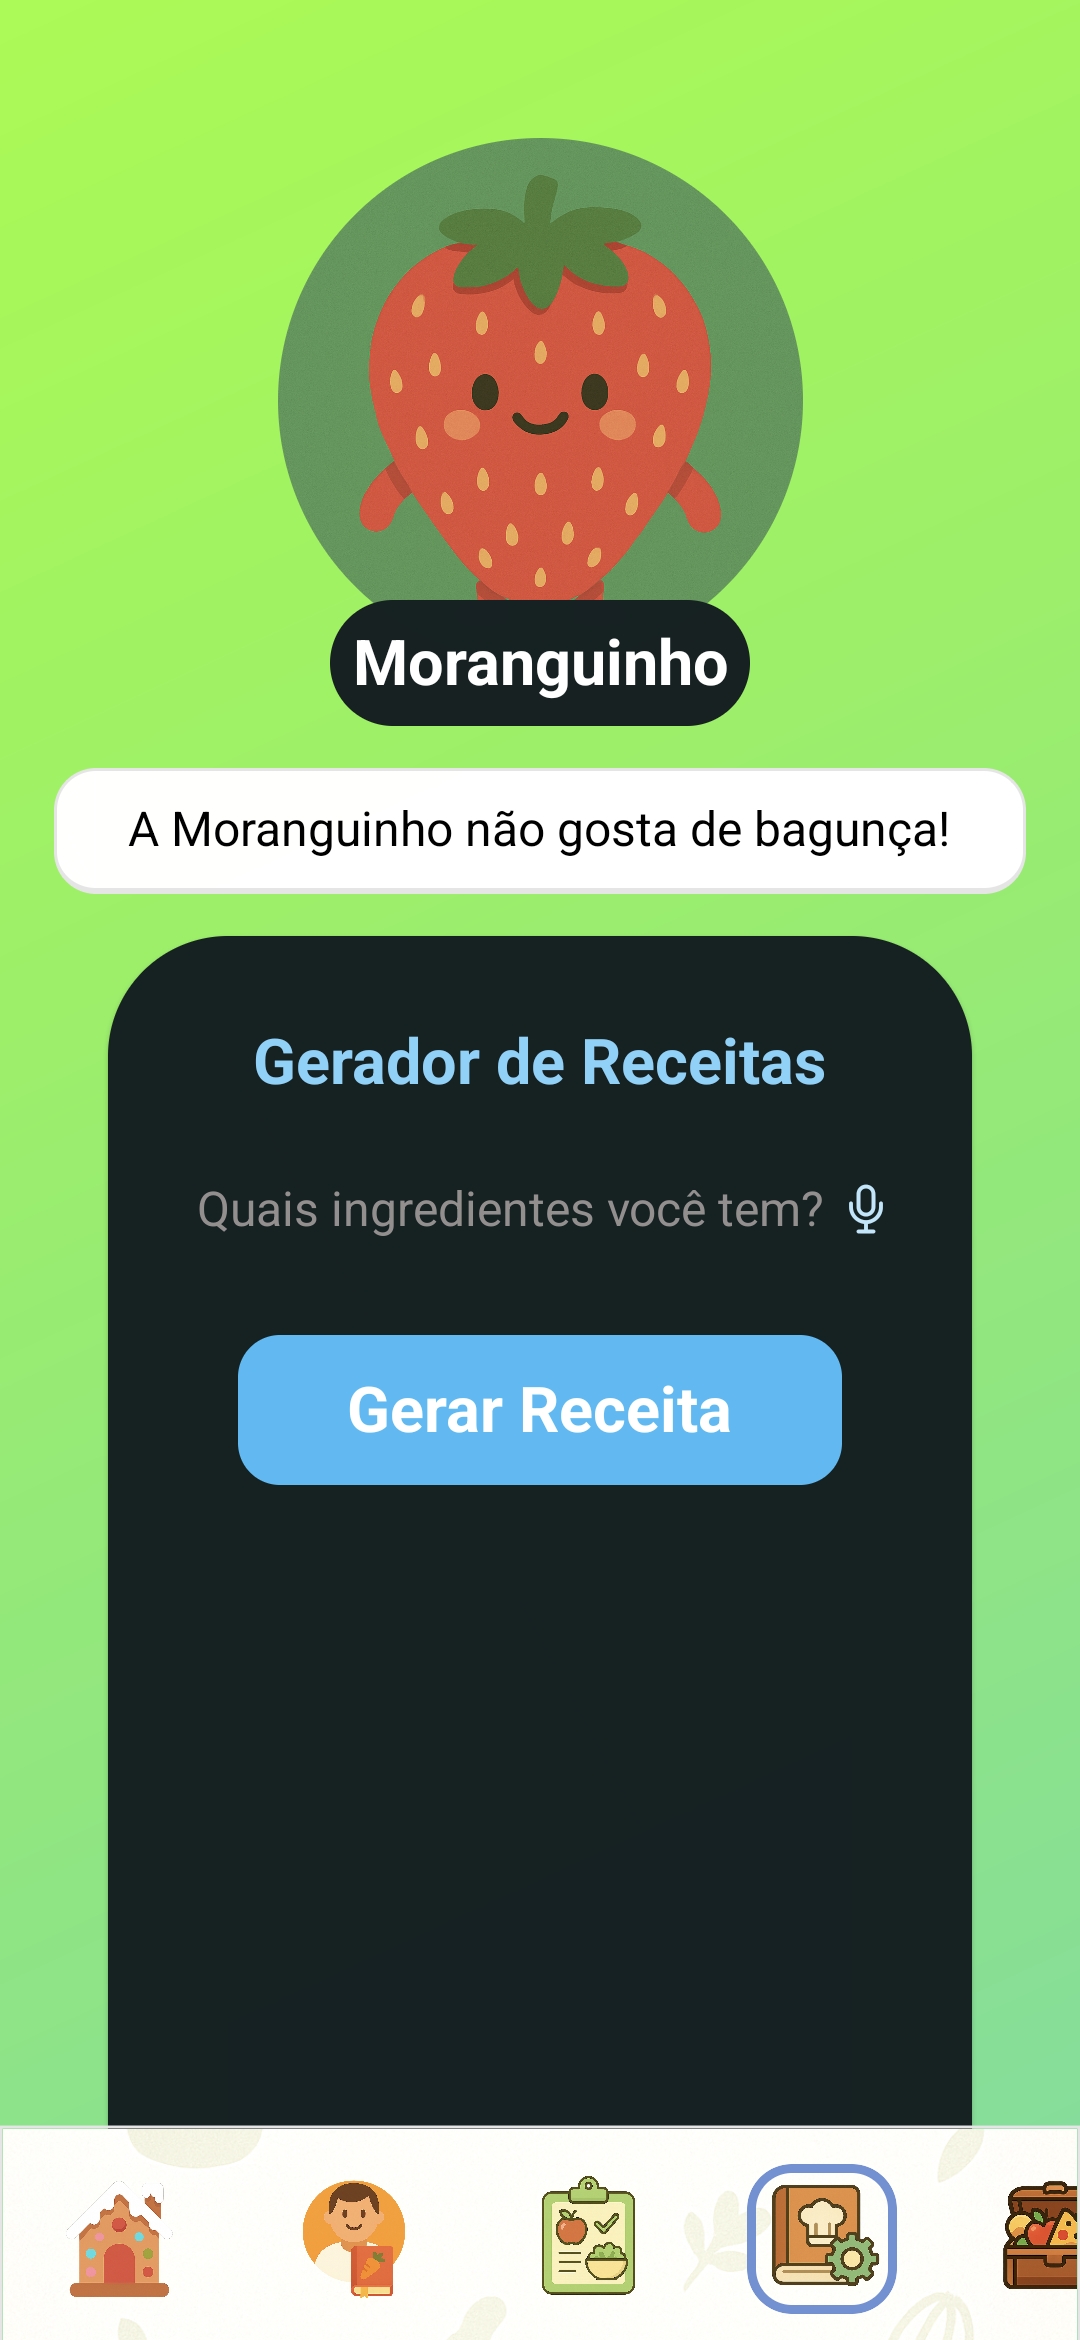 Moranguinho
A Moranguinho não gosta de bagunça!
Gerador de Receitas
Quais ingredientes você tem?
Gerar Receita